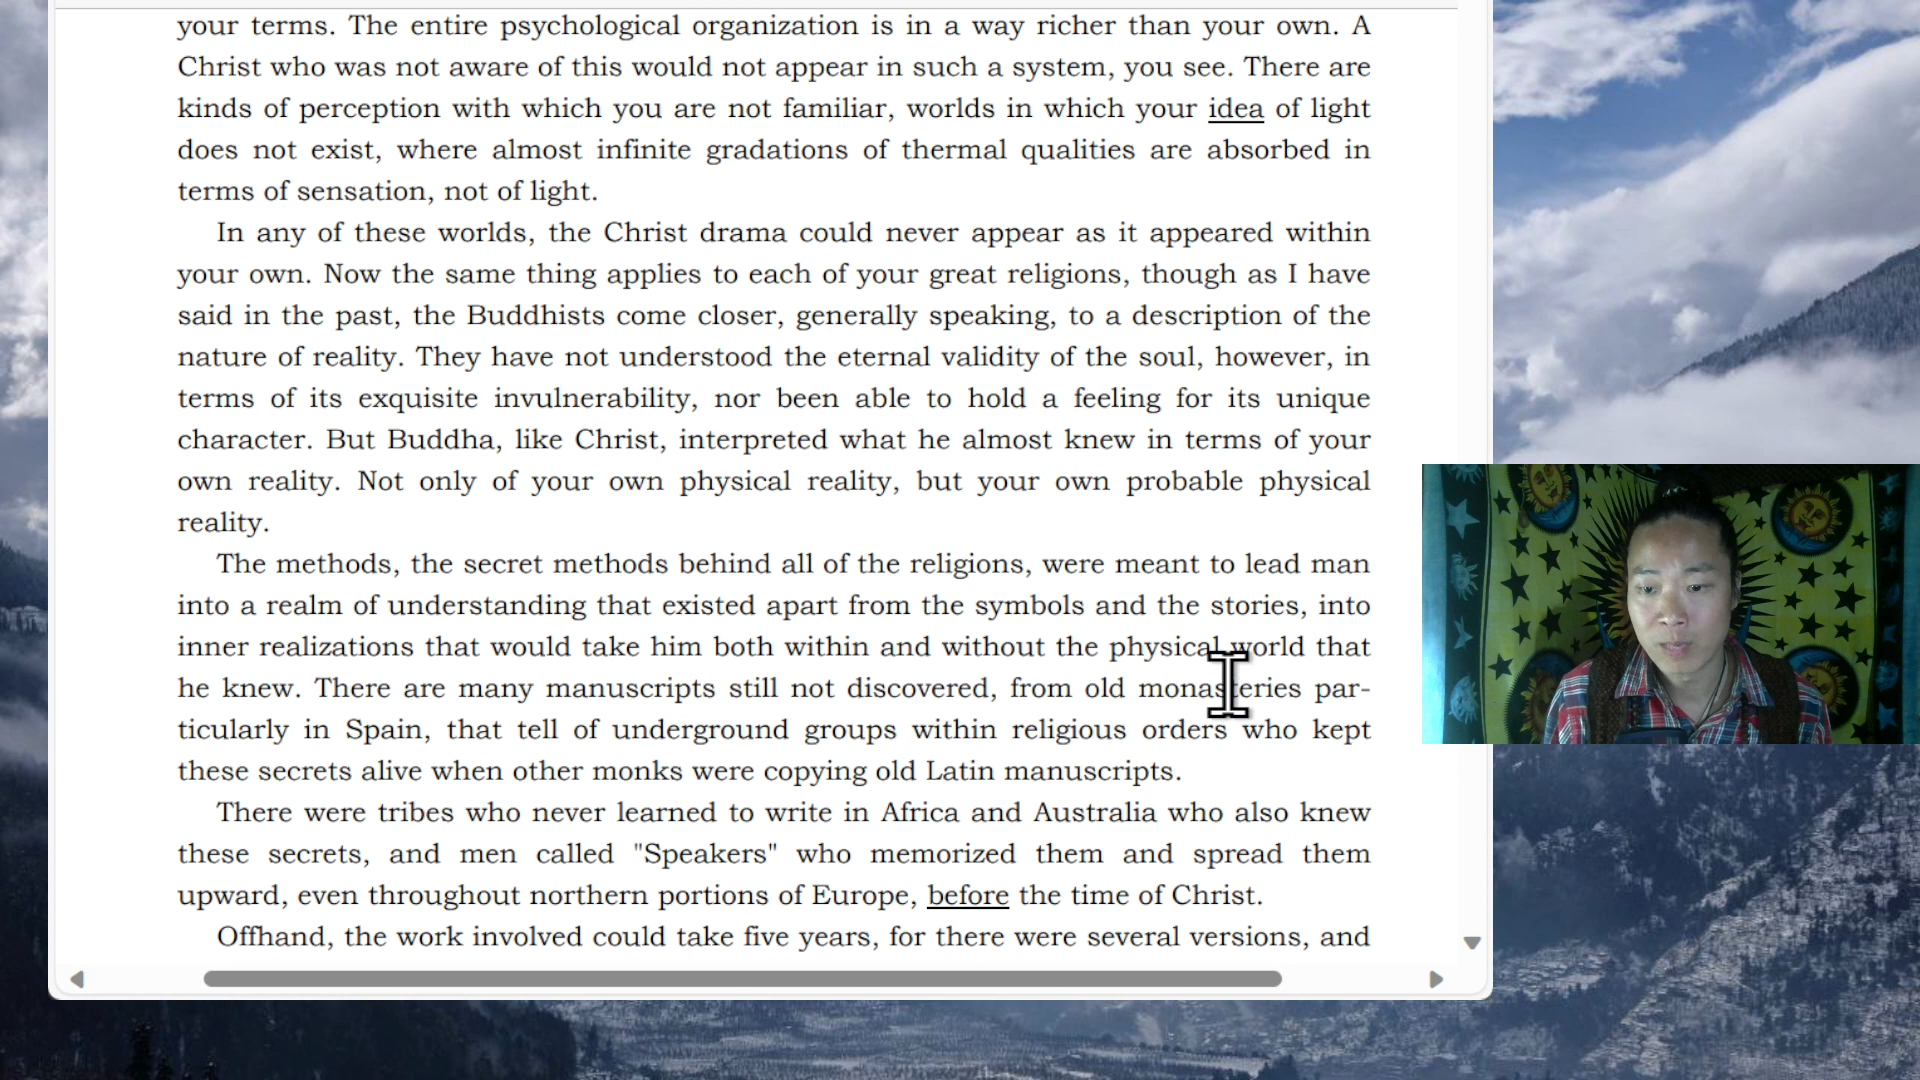 your terms. The entire psychological organization is in a way richer than your own. A
Christ who was not aware of this would not appear in such a system, you see. There are
kinds of perception with which you are not familiar, worlds in which your idea of light
does not exist, where almost infinite gradations of thermal qualities are absorbed in
terms of sensation, not of light.
In any of these worlds, the Christ drama could never appear as it appeared within
your own. Now the same thing applies to each of your great religions, though as I have
said in the past, the Buddhists come closer, generally speaking, to a description of the
nature of reality. They have not understood the eternal validity of the soul, however, in
terms of its exquisite invulnerability, nor been able to hold a feeling for its unique
character. But Buddha, like Christ, interpreted what he almost knew in terms of your
own reality. Not only of your own physical reality, but your own probable physical
reality.
The methods, the secret methods behind all of the religions, were meant to lead man
into a realm of understanding that existed apart from the symbols and the stories, into
inner realizations that would take him both within and without the physical world that
he knew. There are many manuscripts still not discovered, from old monasteries par-
ticularly in Spain, that tell of underground groups within religious orders who kept
these secrets alive when other monks were copying old Latin manuscripts.
There were tribes who never learned to write in Africa and Australia who also knew
these secrets, and men called "Speakers" who memorized them and spread them
upward, even throughout northern portions of Europe, before the time of Christ.
Offhand, the work involved could take five years, for there were several versions, and